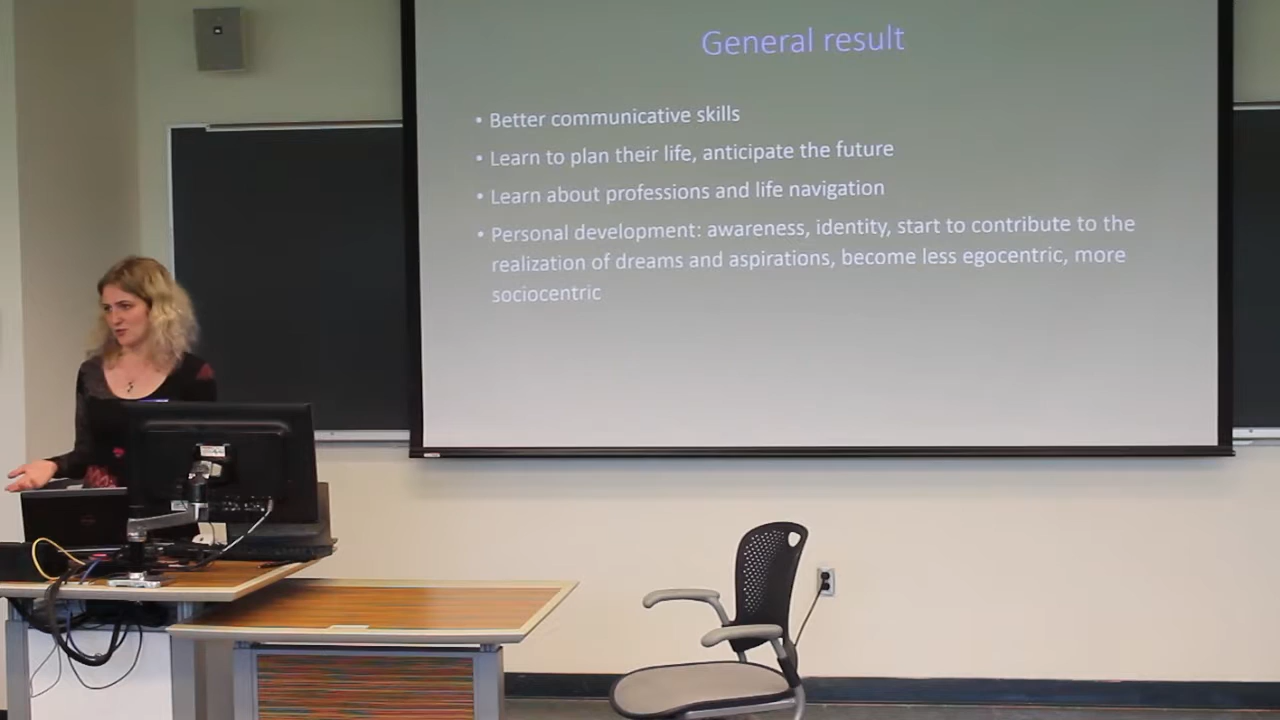 General result
• Better communicative skills
• Learn to plan their life, anticipate the future
• Learn about professions and life navigation
• Personal development: awareness, identity, start to contribute to the
realization of dreams and aspirations, become less egocentric, more
sociocentric